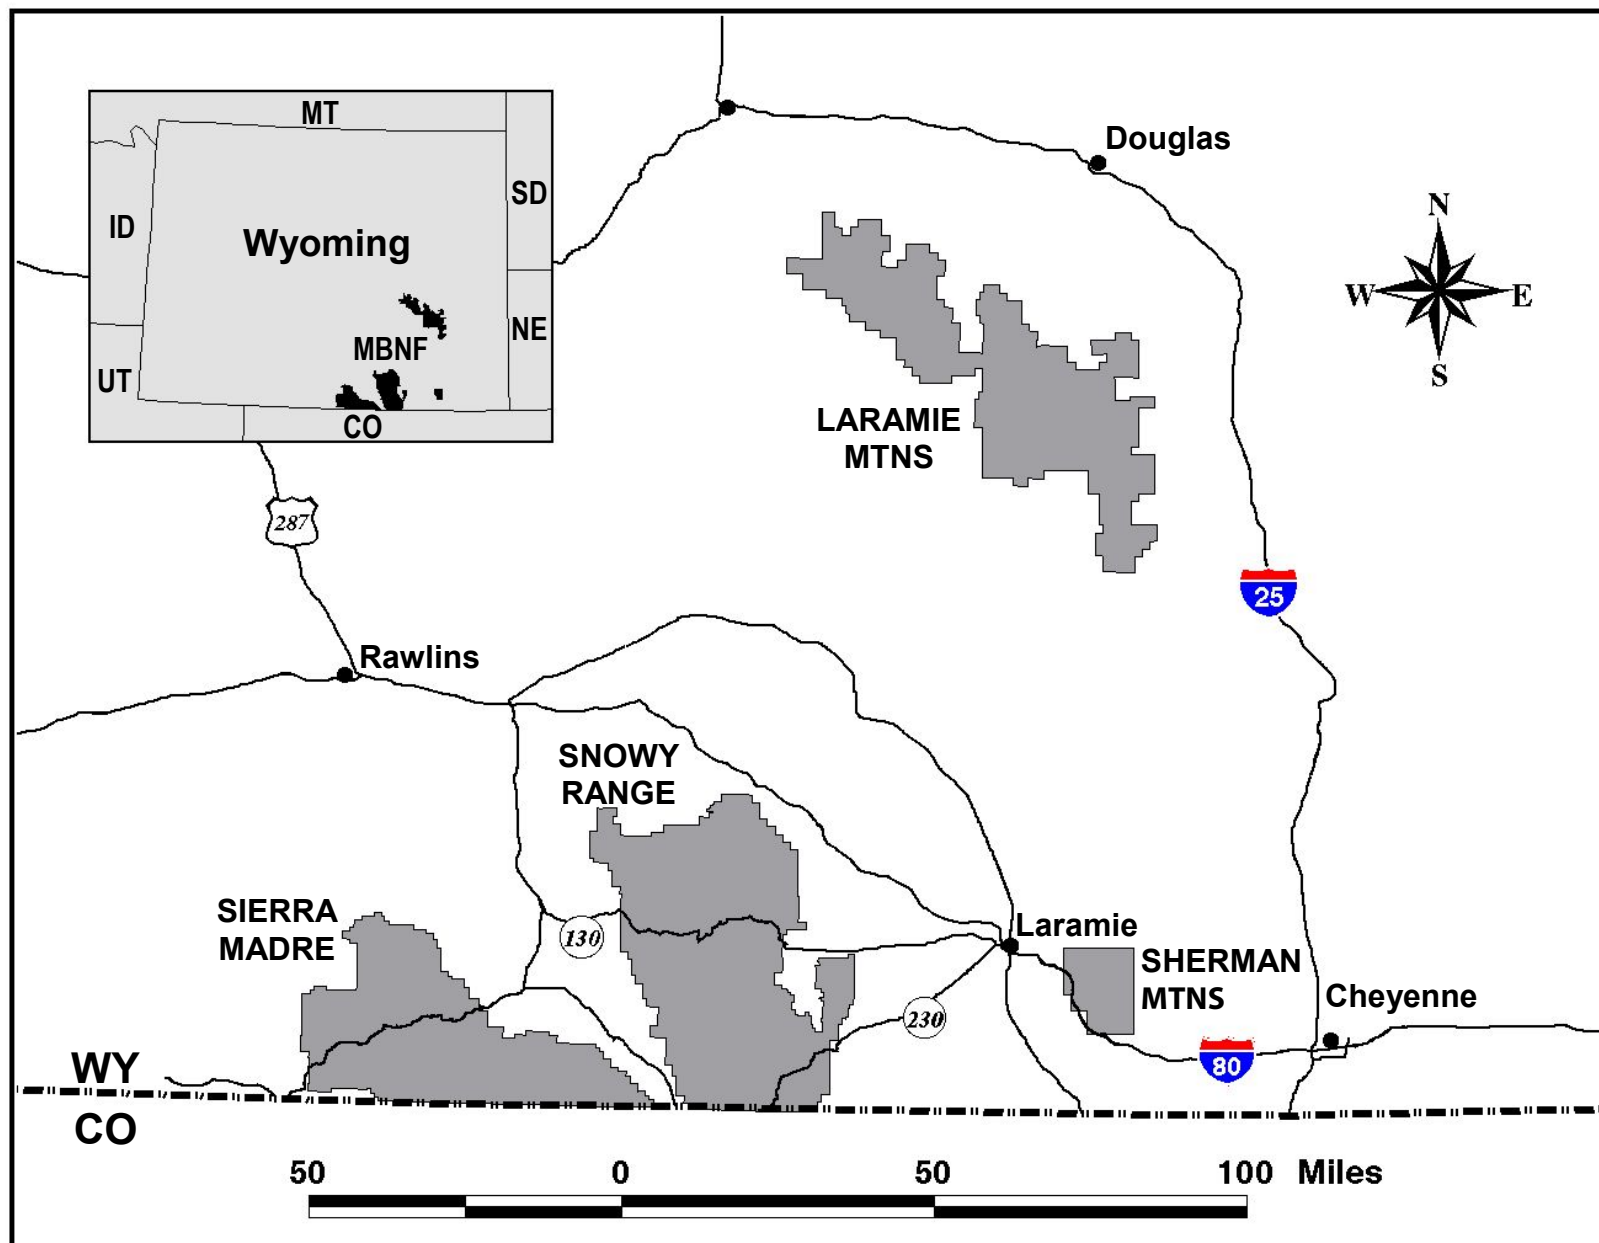 MT
Douglas
SD
ID
Wyoming
N
W
E
S
MBNF
NE
UT
CO
LARAMIE
MTNS
287
25
Rawlins
SNOWY
RANGE
SIERRA
MADRE
130
Laramie
SHERMAN
MTNS
230
Cheyenne
80
WY
CO
50 0 50 100 Miles